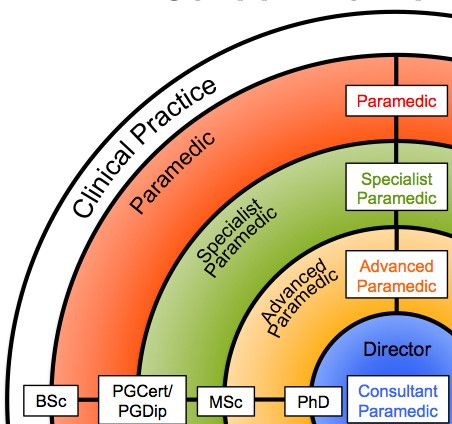 Clinical Practice
Paramedic
Paramedic
Specialist
Paramedic
Specialist
Paramedic
Advanced
Paramedic
Advanced
Paramedic
Director
Consultant
Paramedic
BSc
PGCert/
PGDip
MSc
PhD